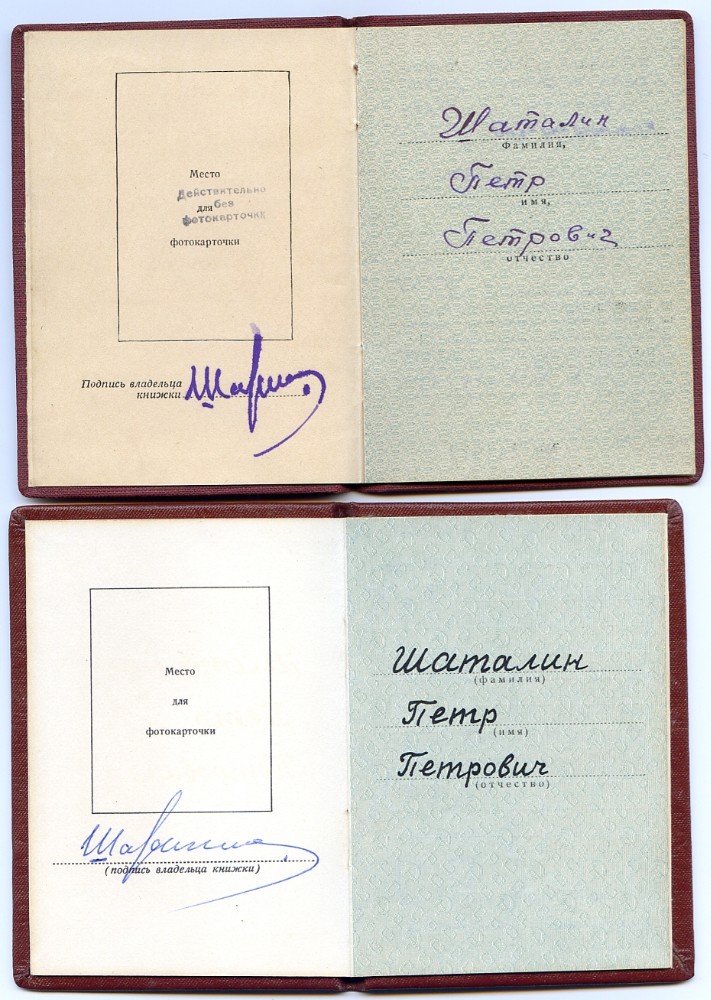 Место
Действительно
для без
фотокарточки
фотокарточки
Подпись владельца
книжки
Шаталин
Фамилия,
Петр
имя,
Петрович
отчество
Место
для
фотокарточки
(подпись владельца книжки)
Шаталин
(фамилия)
Петр
(имя)
Петрович
(отчество)